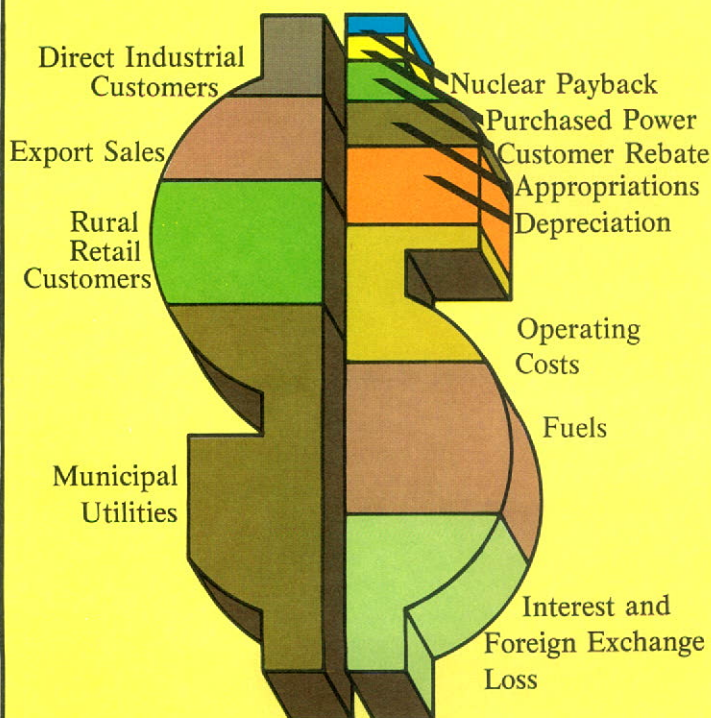 Direct Industrial
Customers
Export Sales
Rural
Retail
Customers
Municipal
Utilities
Nuclear Payback
Purchased Power
Customer Rebate
Appropriations
Depreciation
Operating
Costs
Fuels
Interest and
Foreign Exchange
Loss